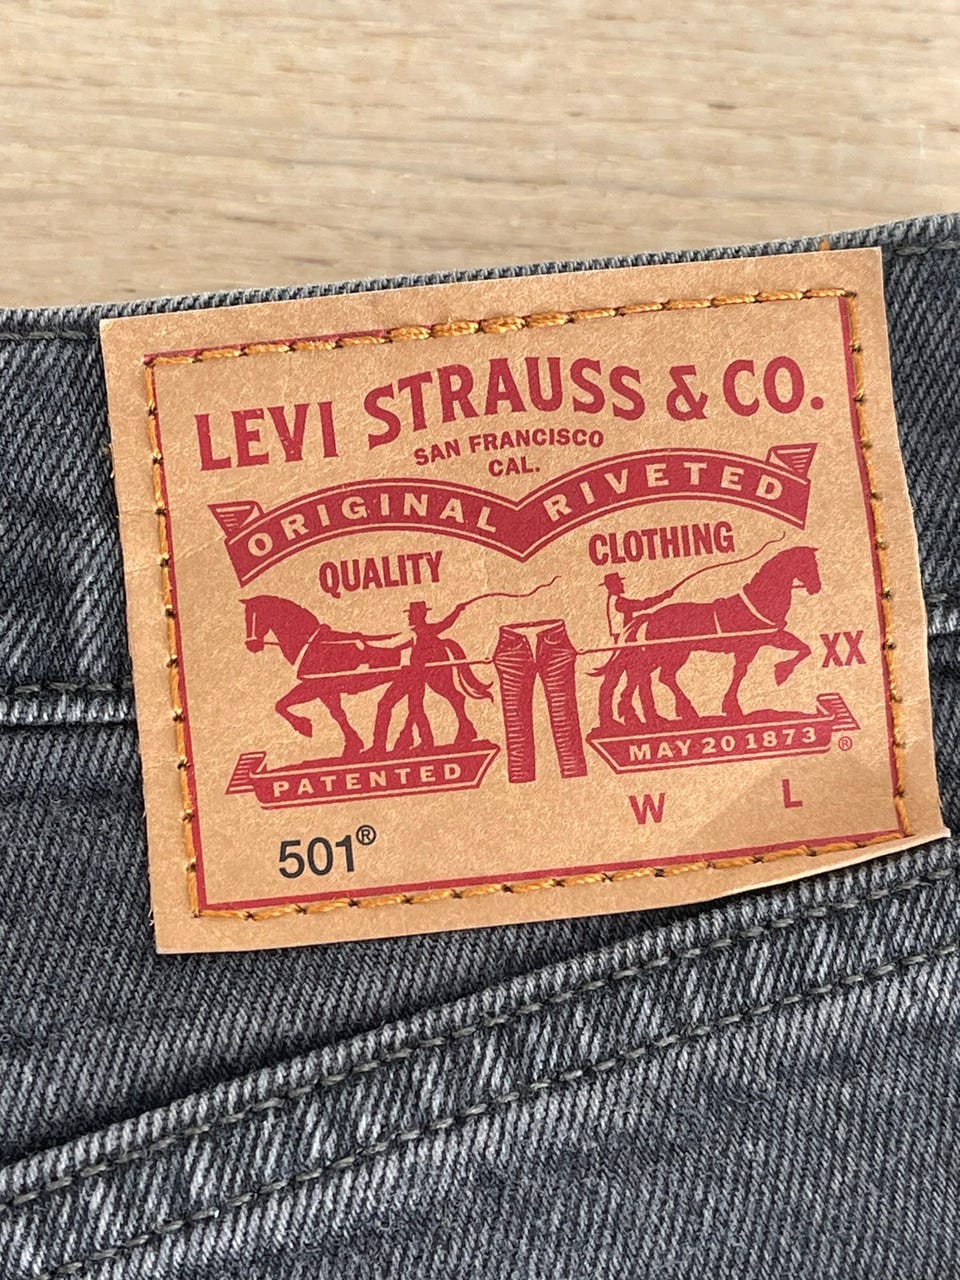 LEVI STRAUSS & CO.
SAN FRANCISCO
CAL.
ORIGINAL RIVETED
QUALITY CLOTHING
XX
PATENTED MAY 20 1873 ®
W L
501®